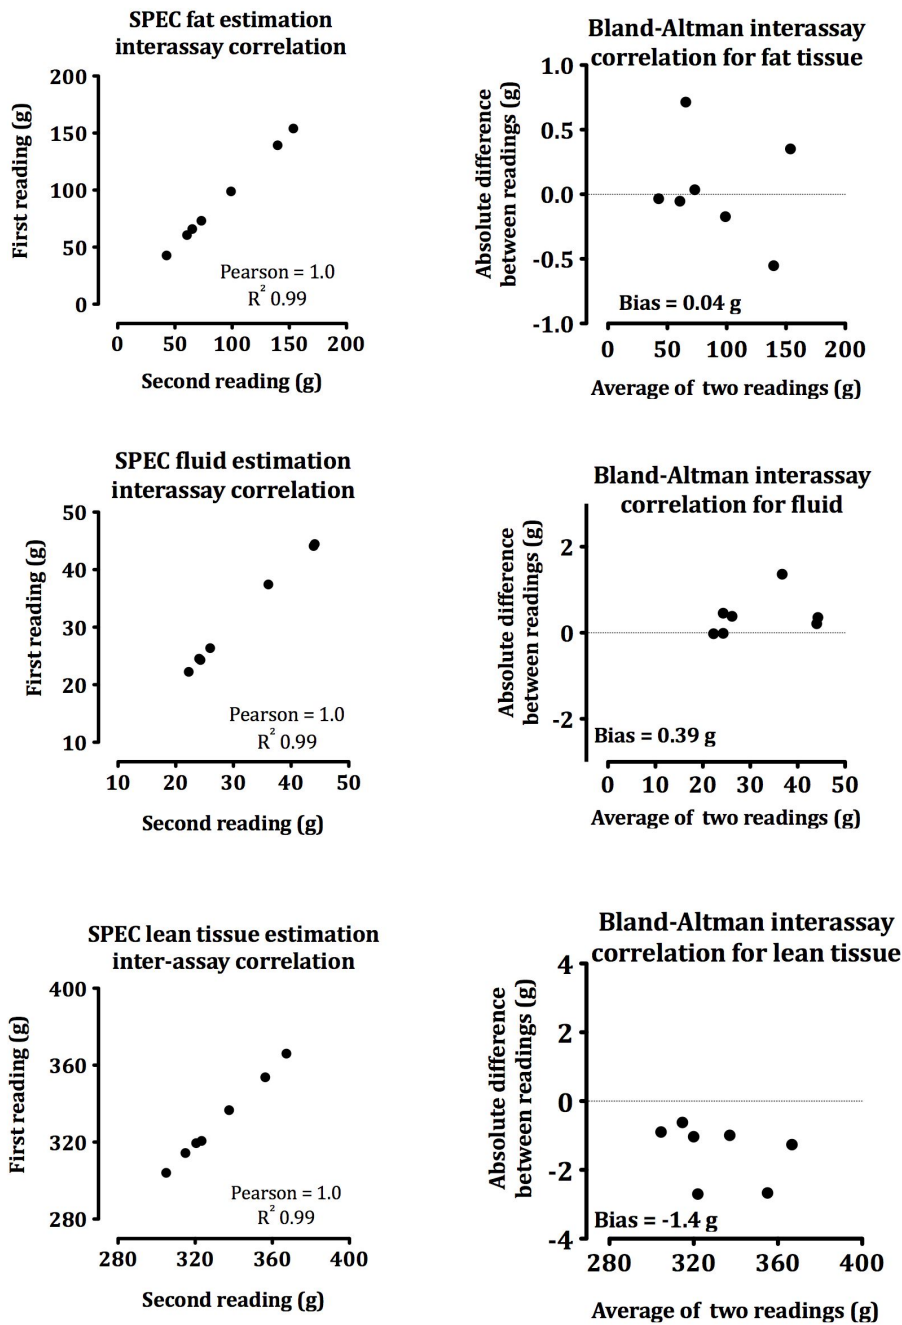 SPEC fat estimation
interassay correlation
First reading (g)
200
150
100
50
0
Pearson = 1.0
R² 0.99
0 50 100 150 200
Second reading (g)
Bland-Altman interassay
correlation for fat tissue
Absolute difference
between readings (g)
1.0
0.5
0.0
-0.5
-1.0
Bias = 0.04 g
0 50 100 150 200
Average of two readings (g)
SPEC fluid estimation
interassay correlation
First reading (g)
50
40
30
20
10
Pearson = 1.0
R² 0.99
10 20 30 40 50
Second reading (g)
Bland-Altman interassay
correlation for fluid
Absolute difference
between readings (g)
2
0
-2
Bias = 0.39 g
0 10 20 30 40 50
Average of two readings (g)
SPEC lean tissue estimation
inter-assay correlation
First reading (g)
400
360
320
280
Pearson = 1.0
R² 0.99
280 320 360 400
Second reading (g)
Bland-Altman interassay
correlation for lean tissue
Absolute difference
between readings (g)
4
2
0
-2
-4
Bias = -1.4 g
280 320 360 400
Average of two readings (g)